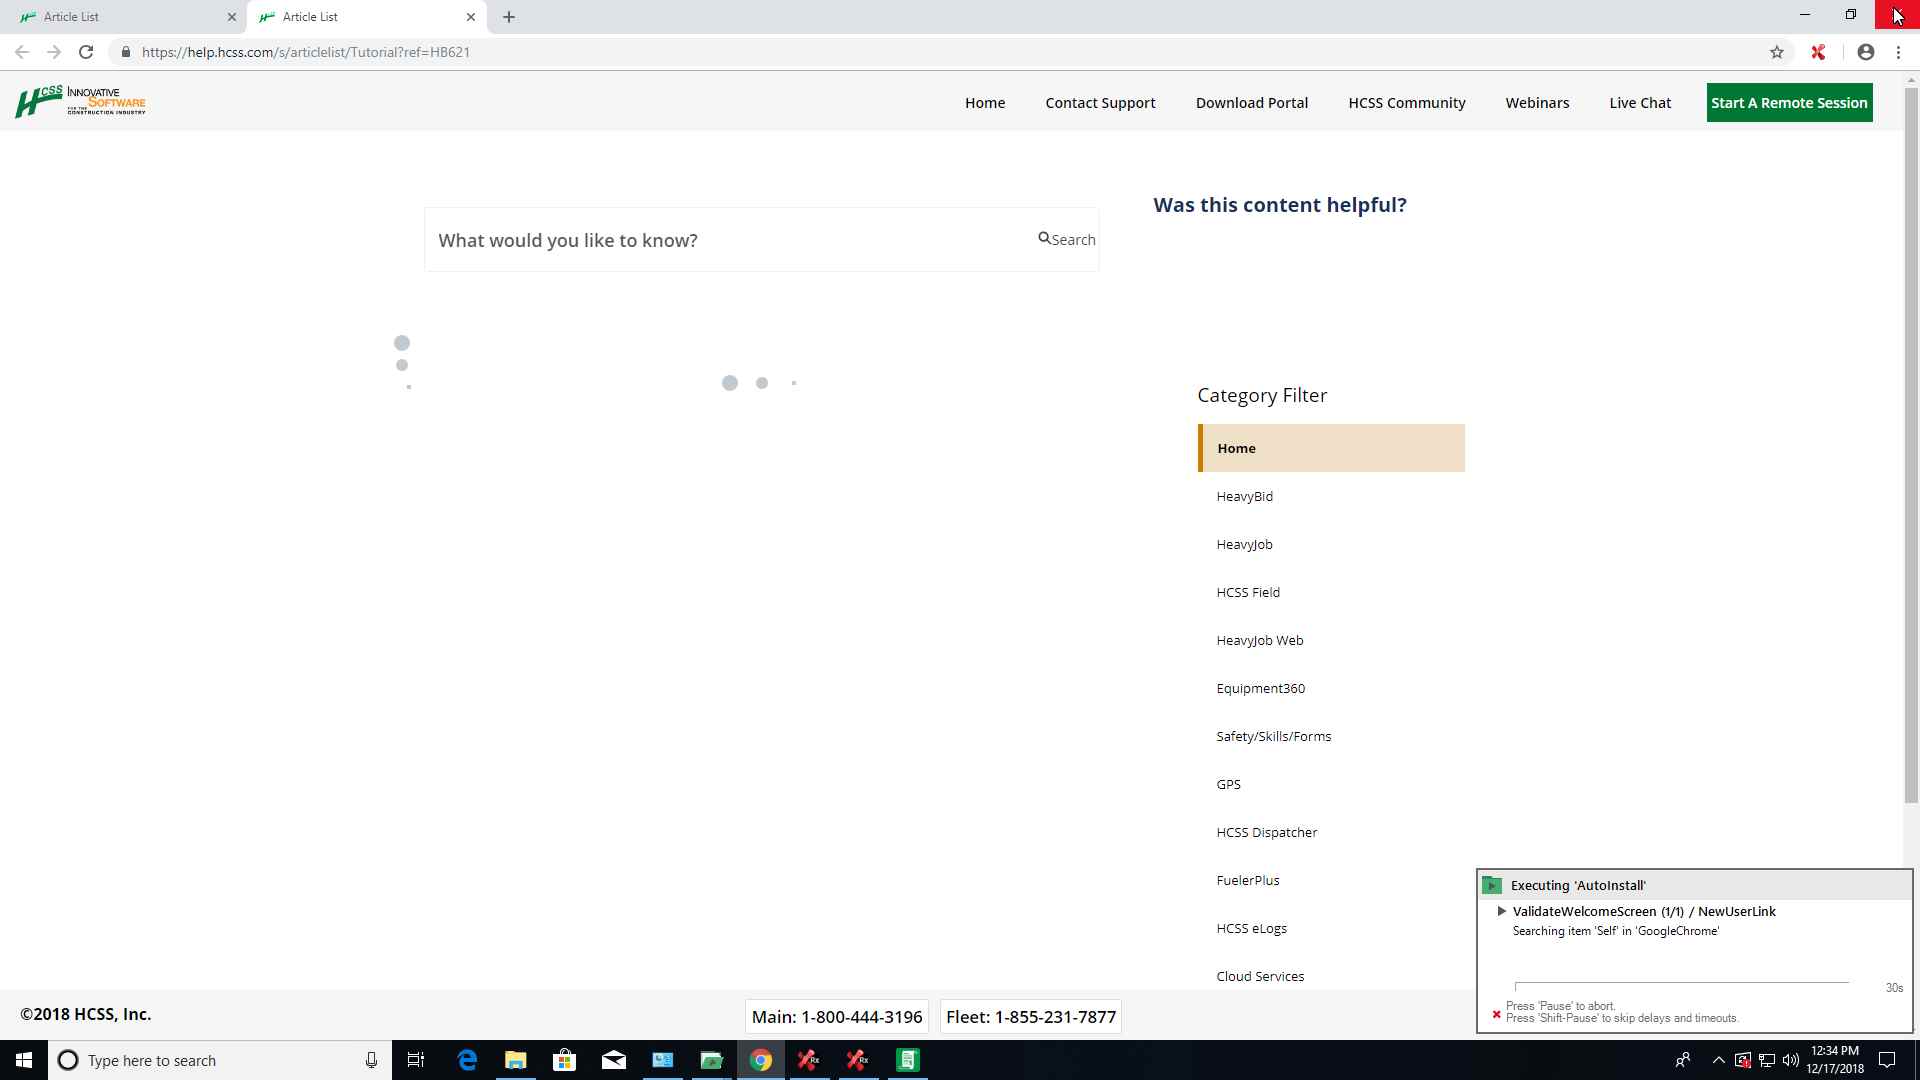 Article List
Article List
https://help.hcss.com/s/articlelist/Tutorial?ref=HB621
HCSS INNOVATIVE
SOFTWARE
FOR THE
CONSTRUCTION INDUSTRY
Home
Contact Support
Download Portal
HCSS Community
Webinars
Live Chat
Start A Remote Session
What would you like to know?
Search
Was this content helpful?
Category Filter
Home
HeavyBid
HeavyJob
HCSS Field
HeavyJob Web
Equipment360
Safety/Skills/Forms
GPS
HCSS Dispatcher
FuelerPlus
HCSS eLogs
Cloud Services
Executing 'AutoInstall'
ValidateWelcomeScreen (1/1) / NewUserLink
Searching item 'Self' in 'GoogleChrome'
30s
Press 'Pause' to abort.
Press 'Shift-Pause' to skip delays and timeouts.
©2018 HCSS, Inc.
Main: 1-800-444-3196
Fleet: 1-855-231-7877
Type here to search
Rx
Rx
12:34 PM
12/17/2018